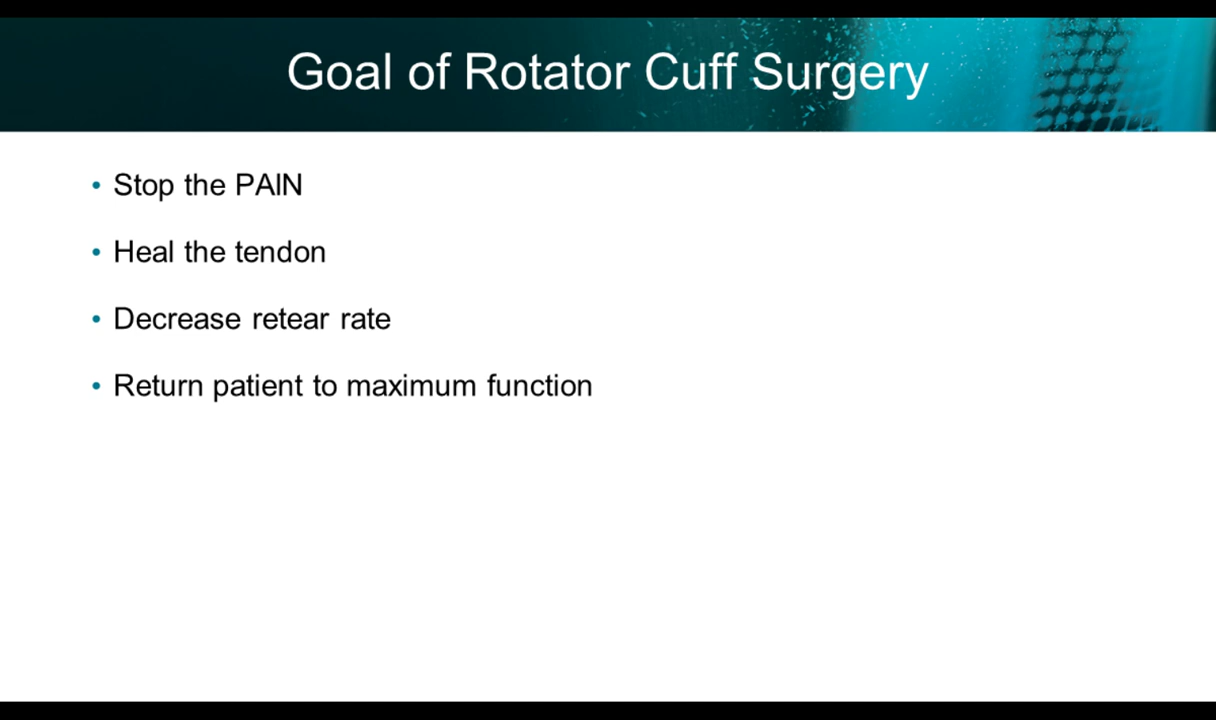 Goal of Rotator Cuff Surgery
• Stop the PAIN
• Heal the tendon
• Decrease retear rate
• Return patient to maximum function